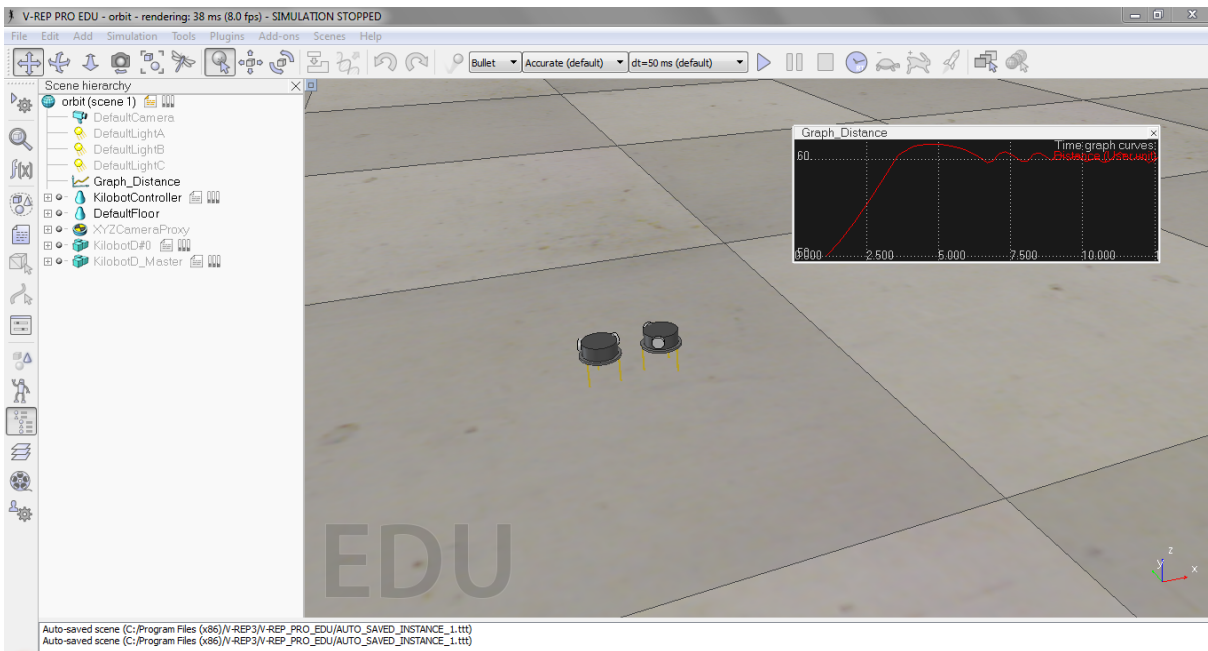 V-REP PRO EDU - orbit - rendering: 38 ms (8.0 fps) - SIMULATION STOPPED
File Edit Add Simulation Tools Plugins Add-ons Scenes Help
Bullet Accurate (default) dt=50 ms (default)
Scene hierarchy
orbit (scene 1)
DefaultCamera
DefaultLightA
DefaultLightB
DefaultLightC
Graph_Distance
KilobotController
DefaultFloor
XYZCameraProxy
KilobotD#0
KilobotD_Master
f(x)
Graph_Distance
Time graph curves:
60.
2.500 5.000 7.500 10.000
EDU
z
y
x
Auto-saved scene (C:/Program Files (x86)/V-REP3/V-REP_PRO_EDU/AUTO_SAVED_INSTANCE_1.ttt)
Auto-saved scene (C:/Program Files (x86)/V-REP3/V-REP_PRO_EDU/AUTO_SAVED_INSTANCE_1.ttt)